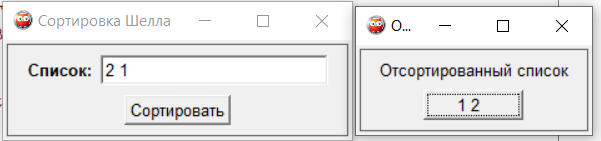 Сортировка Шелла
Список: 2 1
Сортировать
О...
Отсортированный список
1 2